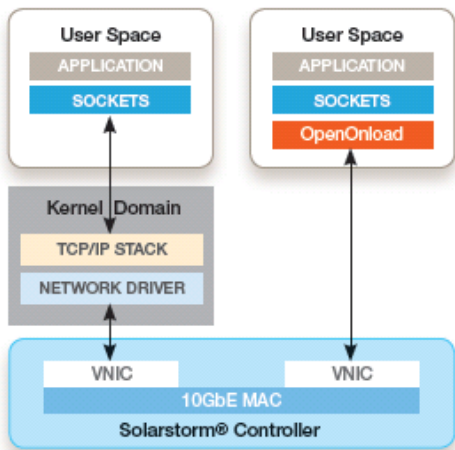 User Space
APPLICATION
SOCKETS
User Space
APPLICATION
SOCKETS
OpenOnload
Kernel Domain
TCP/IP STACK
NETWORK DRIVER
VNIC
VNIC
10GbE MAC
Solarstorm® Controller